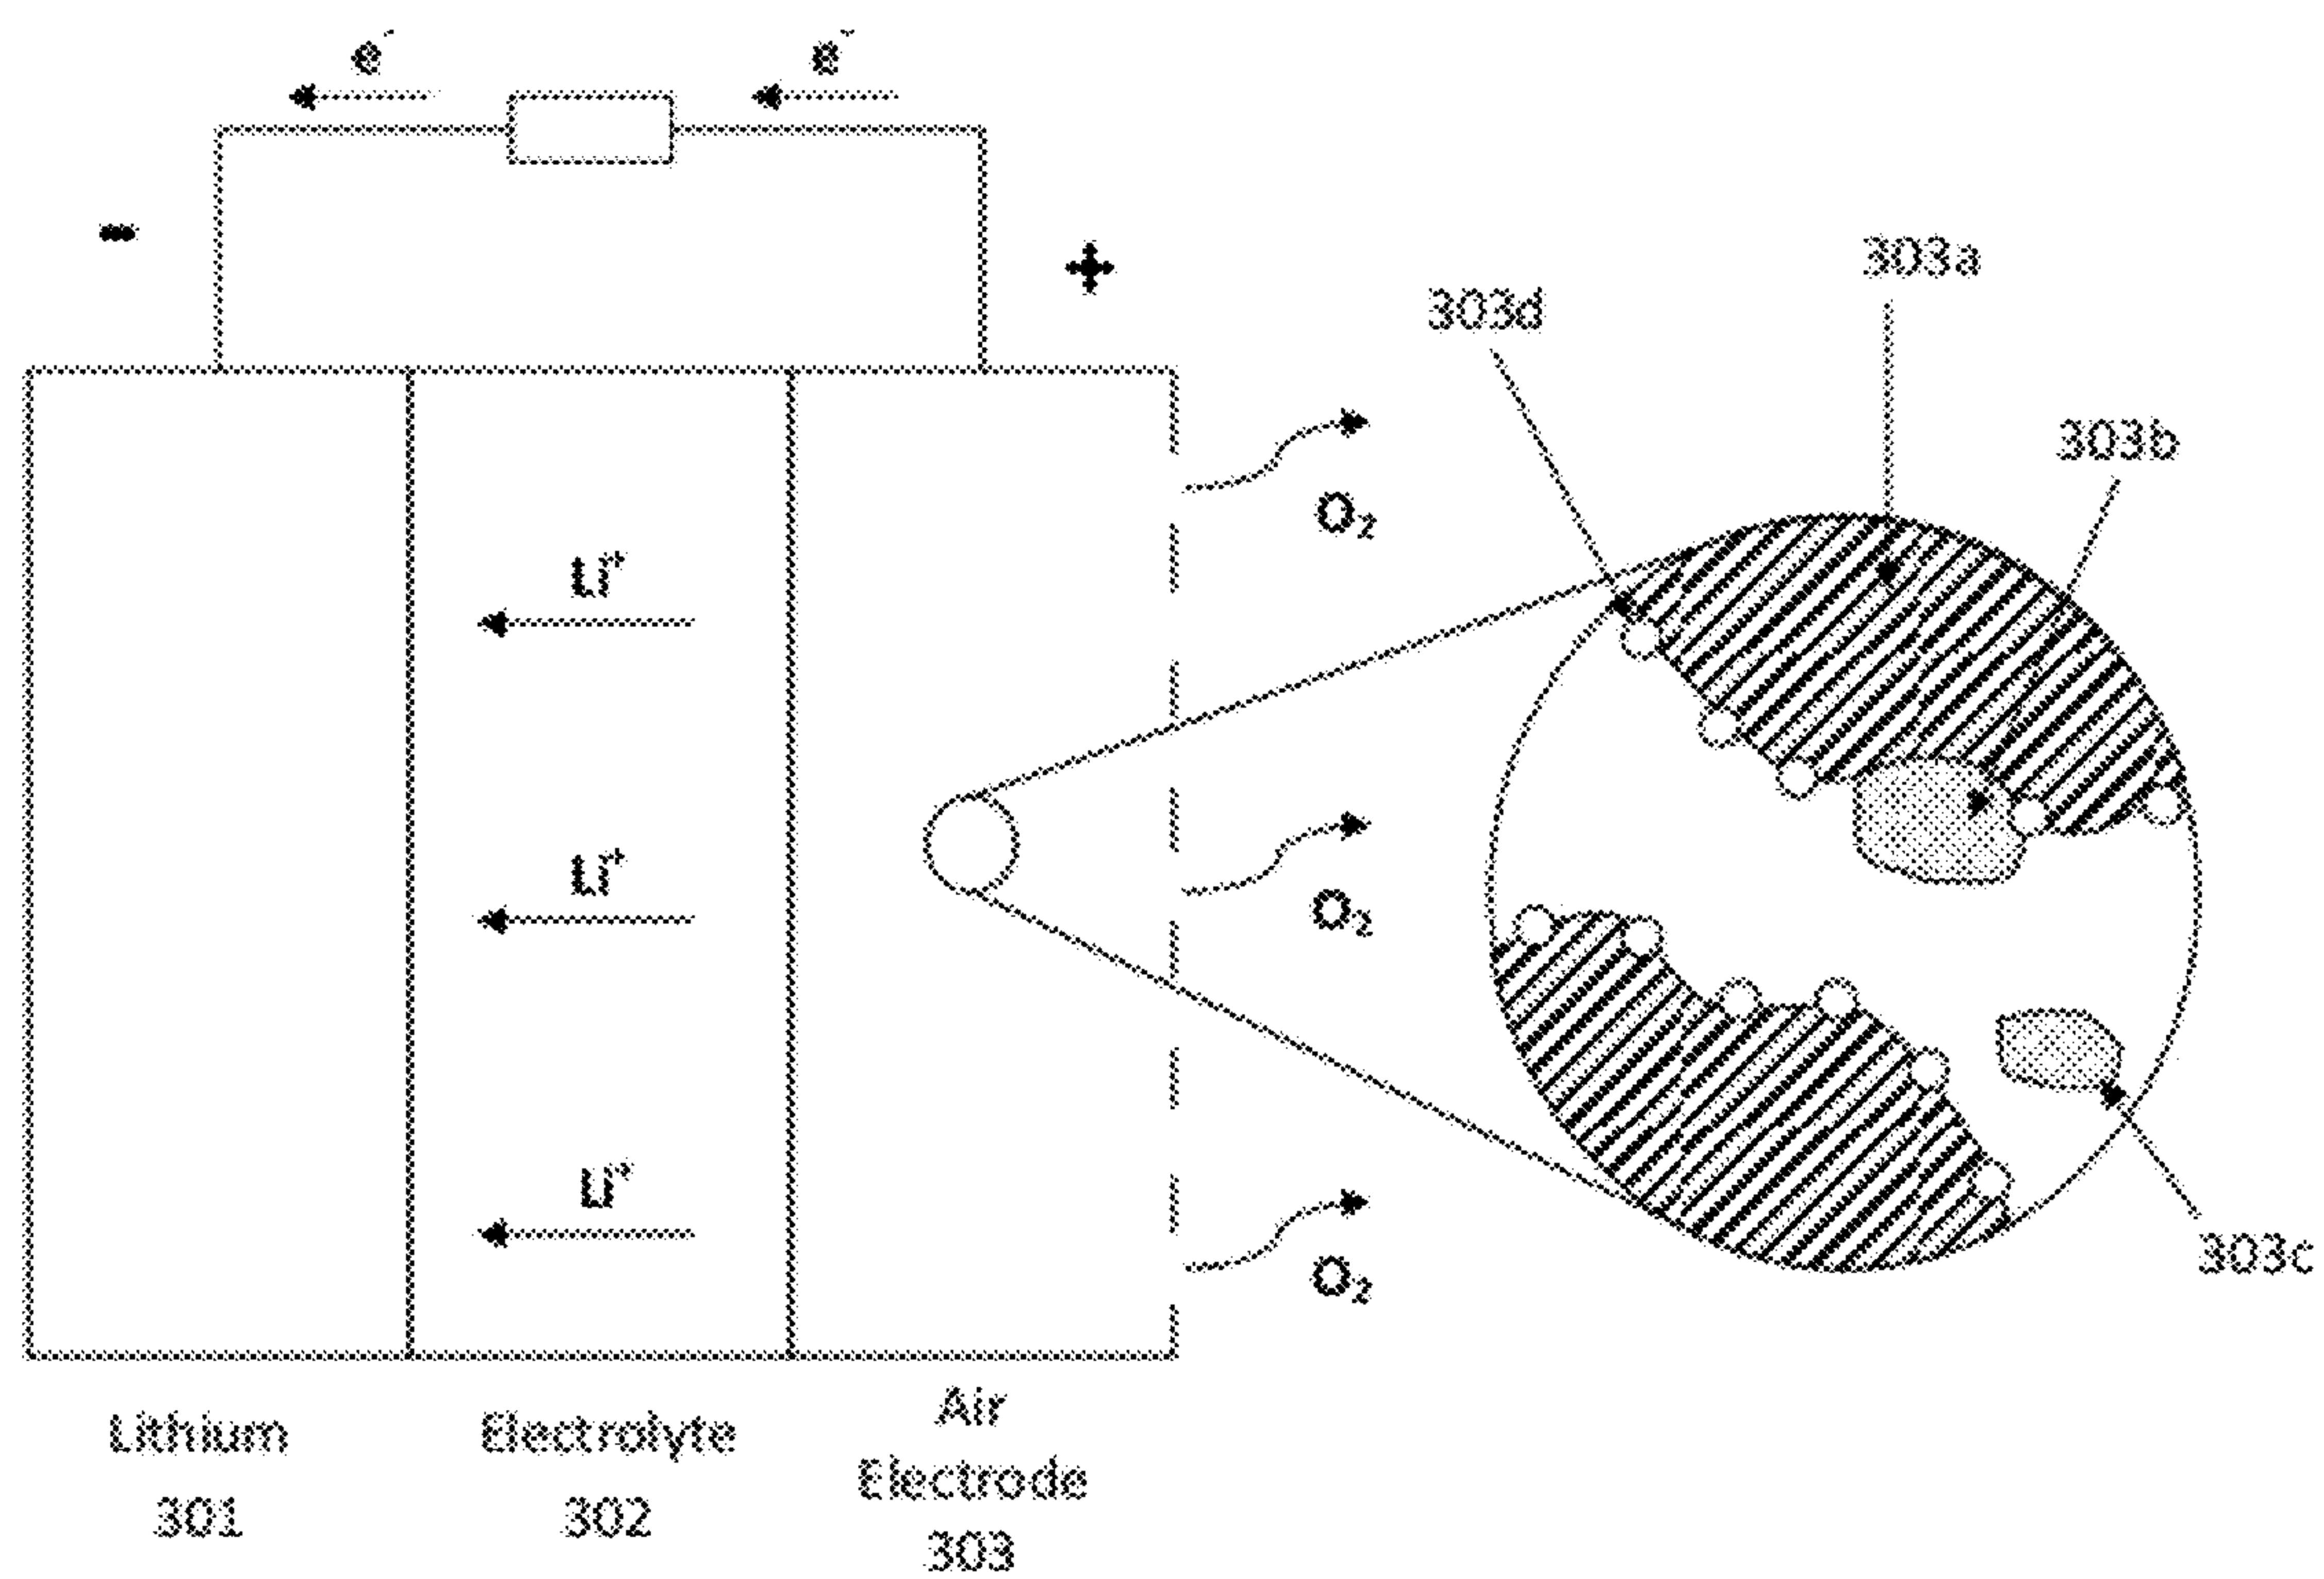 e⁻ e⁻
-
+
303a
303d
303b
O₂
Li⁺
Li⁺
O₂
Li⁺
303c
O₂
Lithium
301
Electrolyte
302
Air
Electrode
303